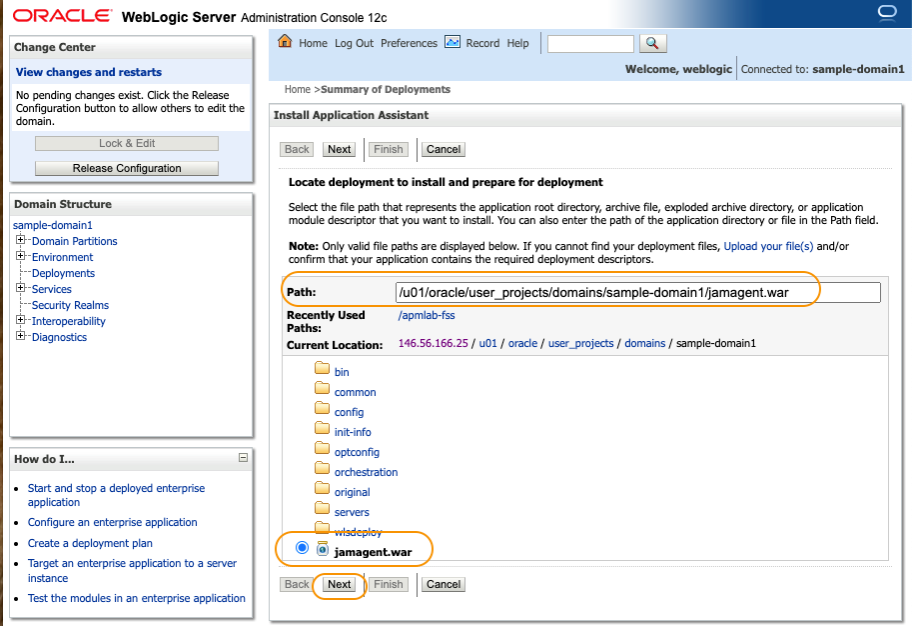 ORACLE WebLogic Server Administration Console 12c
Change Center
View changes and restarts
No pending changes exist. Click the Release
Configuration button to allow others to edit the
domain.
Lock & Edit
Release Configuration
Domain Structure
sample-domain1
Domain Partitions
Environment
Deployments
Services
Security Realms
Interoperability
Diagnostics
How do I...
Start and stop a deployed enterprise
application
Configure an enterprise application
Create a deployment plan
Target an enterprise application to a server
instance
Test the modules in an enterprise application
Home Log Out Preferences Record Help
Welcome, weblogic Connected to: sample-domain1
Home >Summary of Deployments
Install Application Assistant
Back Next Finish Cancel
Locate deployment to install and prepare for deployment
Select the file path that represents the application root directory, archive file, exploded archive directory, or application
module descriptor that you want to install. You can also enter the path of the application directory or file in the Path field.
Note: Only valid file paths are displayed below. If you cannot find your deployment files, Upload your file(s) and/or
confirm that your application contains the required deployment descriptors.
Path: /u01/oracle/user_projects/domains/sample-domain1/jamagent.war
Recently Used /apmlab-fss
Paths:
Current Location: 146.56.166.25 / u01 / oracle / user_projects / domains / sample-domain1
bin
common
config
init-info
optconfig
orchestration
original
servers
wlsdeploy
jamagent.war
Back Next Finish Cancel